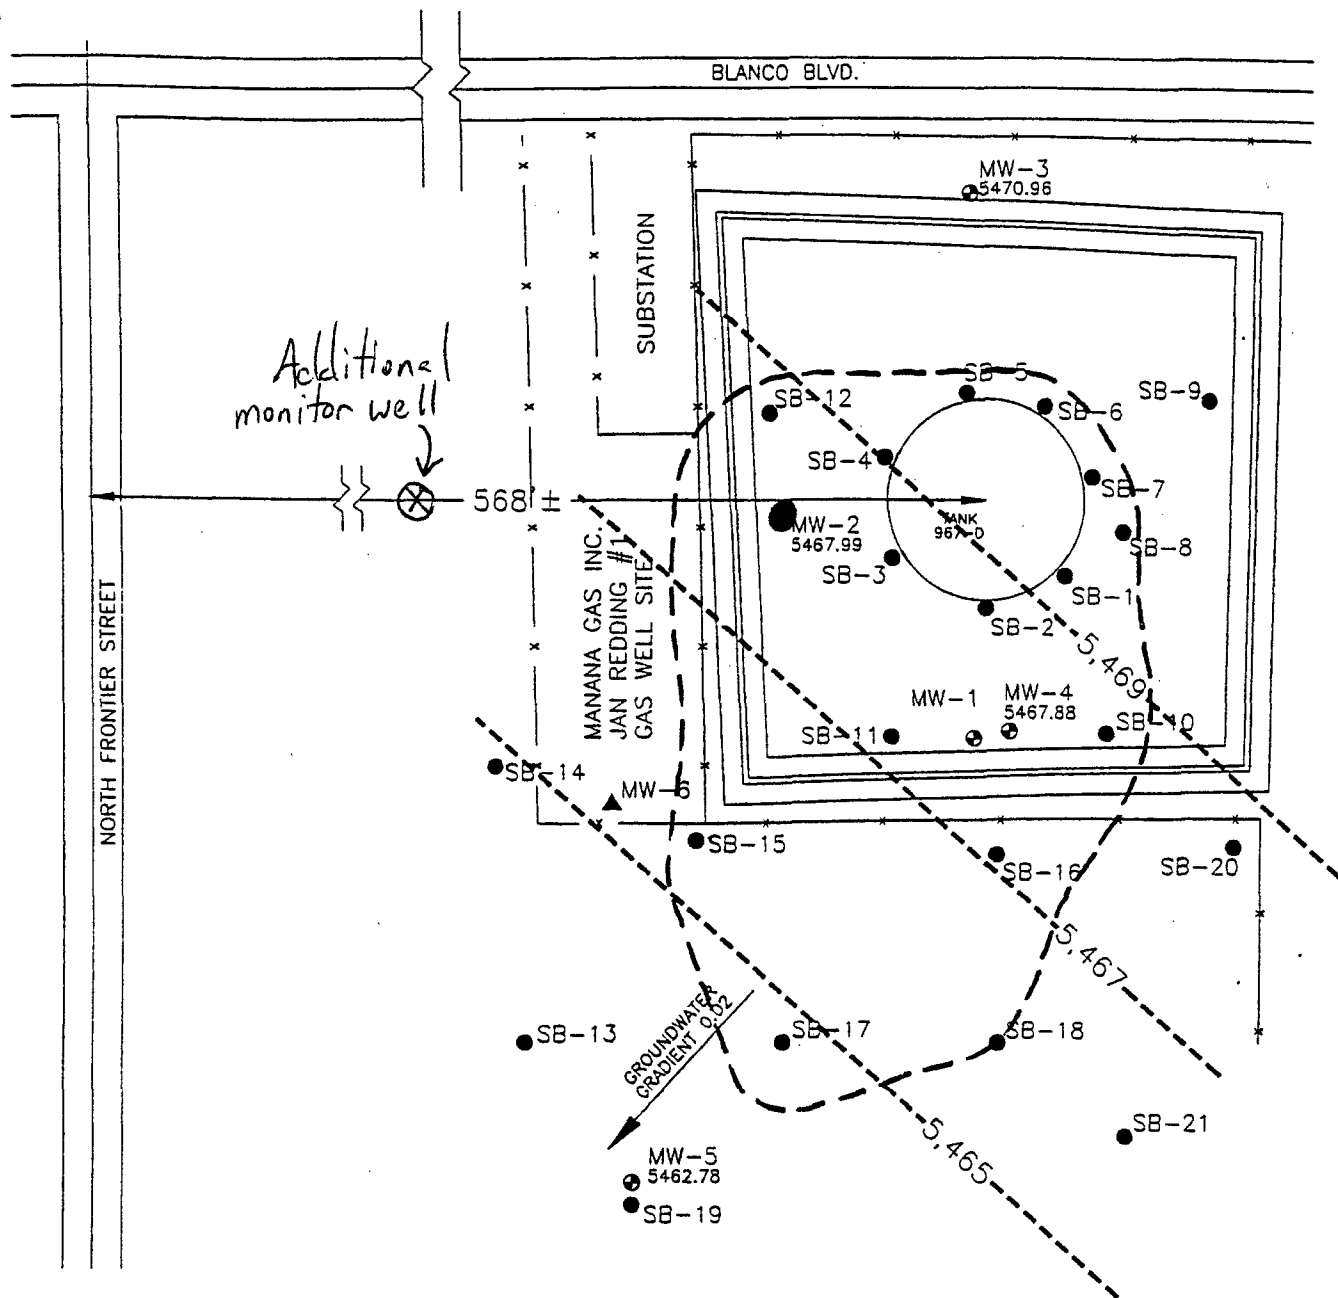 BLANCO BLVD.
MW-3
5470.96
SUBSTATION
Additional
monitor well
SB-5
SB-12
SB-6
SB-9
SB-4
SB-7
568'±
MW-2
5467.99
TANK
SB-8
SB-3
SB-1
SB-2
MANANA GAS INC.
JAN REDDING #1
GAS WELL SITE
NORTH FRONTIER STREET
5,469
MW-1
MW-4
5467.88
SB-11
SB-10
SB-14
MW-6
SB-15
SB-16
SB-20
5,467
GROUNDWATER
GRADIENT 0.02
SB-13
SB-17
SB-18
5,465
SB-21
MW-5
5462.78
SB-19